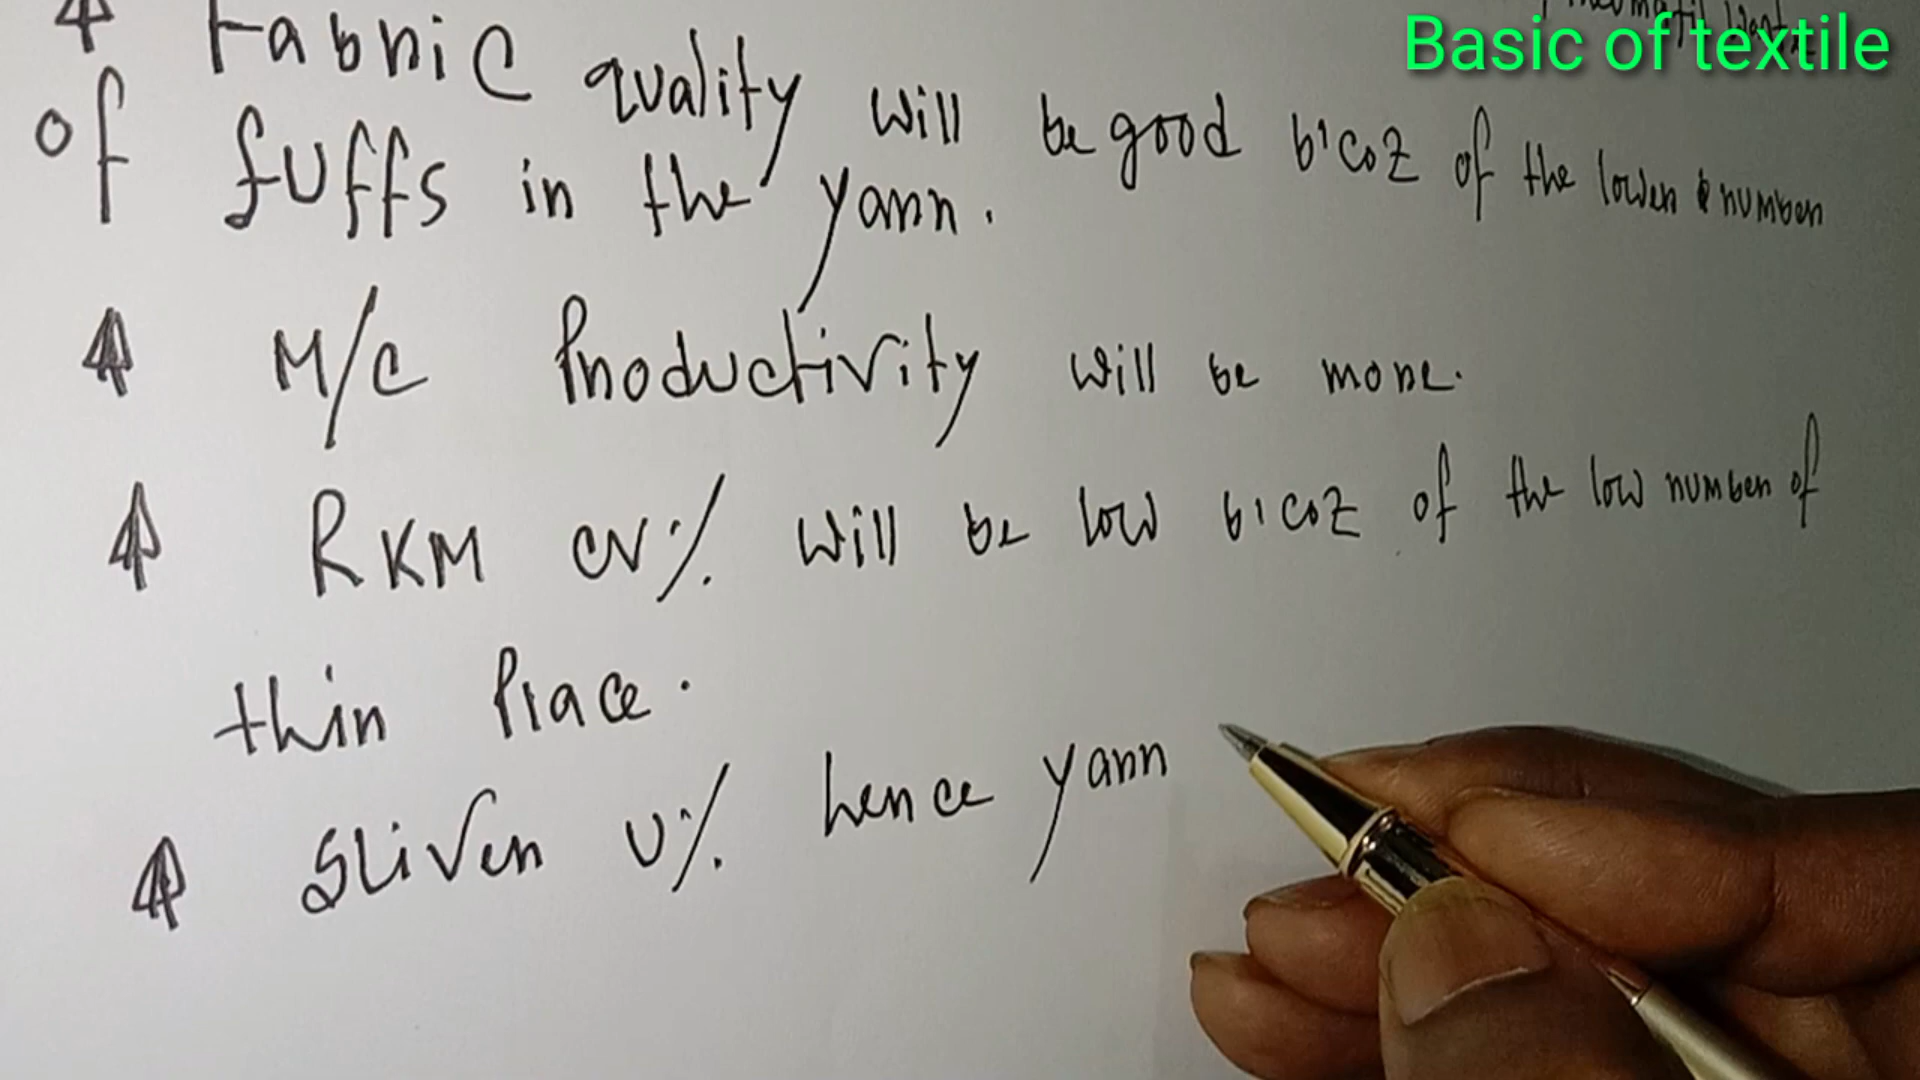 Basic of textile
Fabric quality will be good b'coz of the lower number
of fuffs in the yarn.
M/C Productivity will be more.
RKM CV% will be low b'coz of the low number of
thin place.
Sliver U% hence yarn